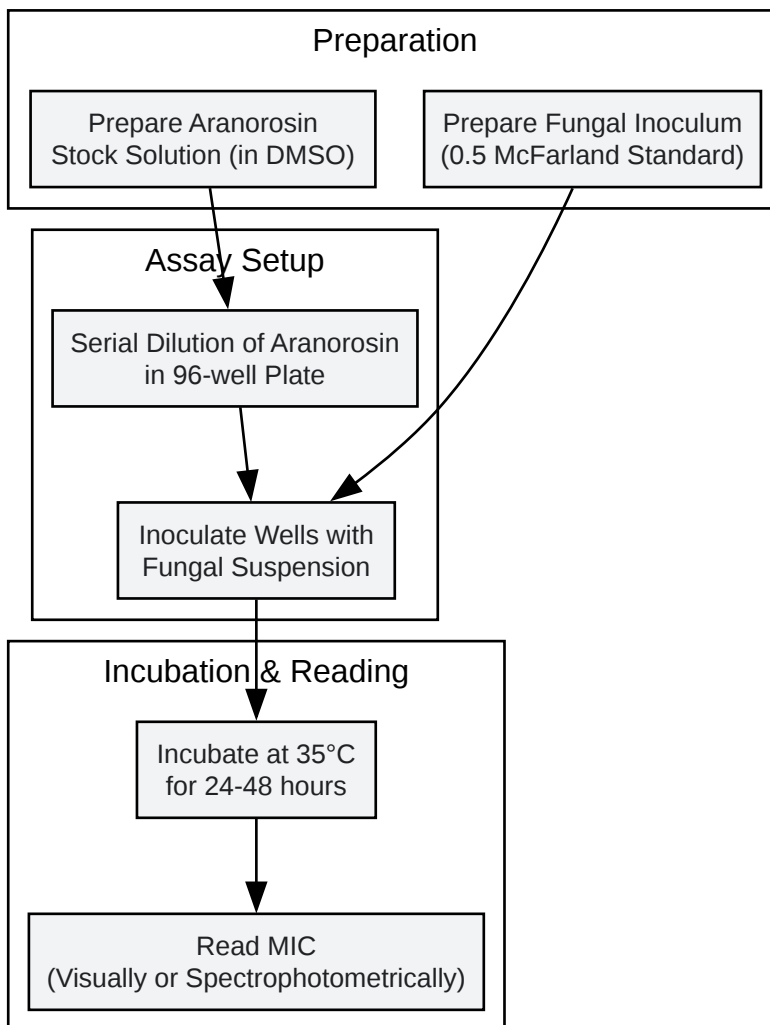 Preparation
Prepare Aranorosin
Stock Solution (in DMSO)
Prepare Fungal Inoculum
(0.5 McFarland Standard)
Assay Setup
Serial Dilution of Aranorosin
in 96-well Plate
Inoculate Wells with
Fungal Suspension
Incubation & Reading
Incubate at 35°C
for 24-48 hours
Read MIC
(Visually or Spectrophotometrically)